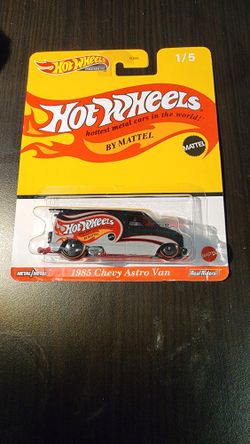 HOT WHEELS
1/5
HOT WHEELS
hottest metal cars in the world!
BY MATTEL
MATTEL
HOT WHEELS
1985 Chevy Astro Van
METAL/METAL
Real Riders